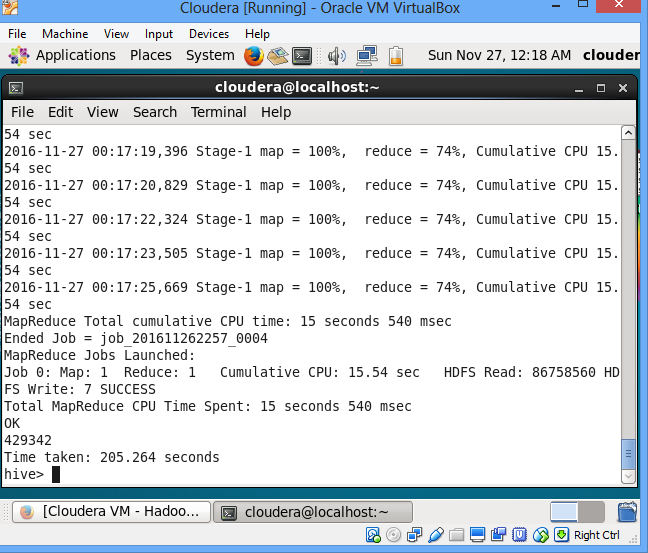 Cloudera [Running] - Oracle VM VirtualBox
File Machine View Input Devices Help
Applications Places System Sun Nov 27, 12:18 AM clouder
cloudera@localhost:~
File Edit View Search Terminal Help
54 sec
2016-11-27 00:17:19,396 Stage-1 map = 100%,  reduce = 74%, Cumulative CPU 15.
54 sec
2016-11-27 00:17:20,829 Stage-1 map = 100%,  reduce = 74%, Cumulative CPU 15.
54 sec
2016-11-27 00:17:22,324 Stage-1 map = 100%,  reduce = 74%, Cumulative CPU 15.
54 sec
2016-11-27 00:17:23,505 Stage-1 map = 100%,  reduce = 74%, Cumulative CPU 15.
54 sec
2016-11-27 00:17:25,669 Stage-1 map = 100%,  reduce = 74%, Cumulative CPU 15.
54 sec
MapReduce Total cumulative CPU time: 15 seconds 540 msec
Ended Job = job_201611262257_0004
MapReduce Jobs Launched:
Job 0: Map: 1  Reduce: 1   Cumulative CPU: 15.54 sec   HDFS Read: 86758560 HD
FS Write: 7 SUCCESS
Total MapReduce CPU Time Spent: 15 seconds 540 msec
OK
429342
Time taken: 205.264 seconds
hive>
[Cloudera VM - Hadoo... cloudera@localhost:~
Right Ctrl